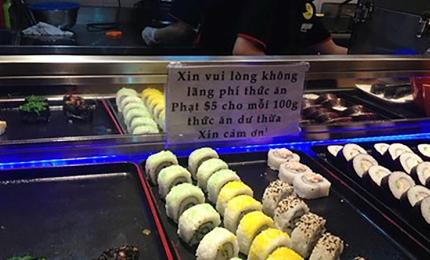 Xin vui lòng không
lãng phí thức ăn
Phạt $5 cho mỗi 100g
thức ăn dư thừa
Xin cảm ơn!